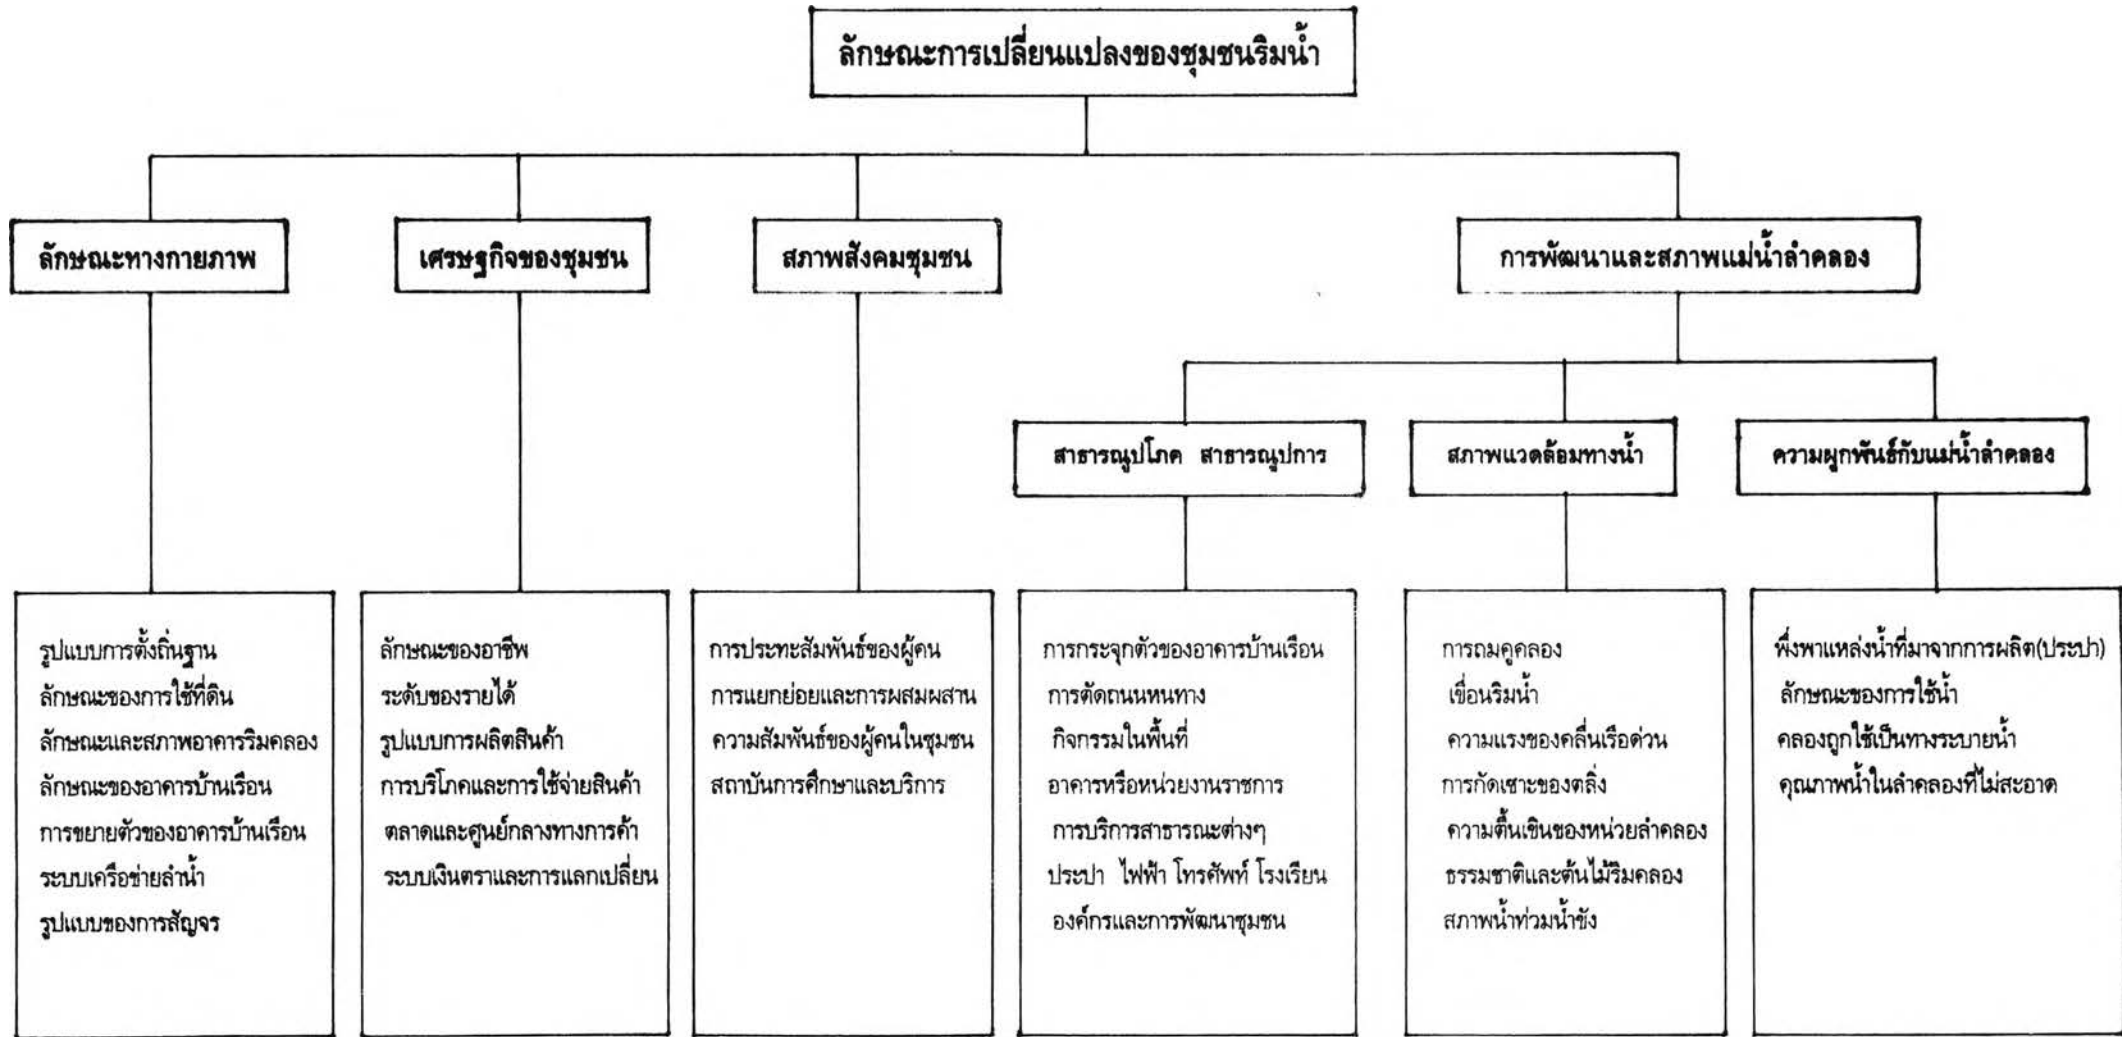 ลักษณะการเปลี่ยนแปลงของชุมชนริมน้ำ
ลักษณะทางกายภาพ
เศรษฐกิจของชุมชน
สภาพสังคมชุมชน
การพัฒนาและสภาพแม่น้ำลำคลอง
สาธารณูปโภค สาธารณูปการ
สภาพแวดล้อมทางน้ำ
ความผูกพันธ์กับแม่น้ำลำคลอง
รูปแบบการตั้งถิ่นฐาน
ลักษณะของการใช้ที่ดิน
ลักษณะและสภาพอาคารริมคลอง
ลักษณะของอาคารบ้านเรือน
การขยายตัวของอาคารบ้านเรือน
ระบบเครือข่ายลำน้ำ
รูปแบบของการสัญจร
ลักษณะของอาชีพ
ระดับของรายได้
รูปแบบการผลิตสินค้า
การบริโภคและการใช้จ่ายสินค้า
ตลาดและศูนย์กลางทางการค้า
ระบบเงินตราและการแลกเปลี่ยน
การประทะสัมพันธ์ของผู้คน
การแยกย่อยและการผสมผสาน
ความสัมพันธ์ของผู้คนในชุมชน
สถาบันการศึกษาและบริการ
การกระจุกตัวของอาคารบ้านเรือน
การตัดถนนหนทาง
กิจกรรมในพื้นที่
อาคารหรือหน่วยงานราชการ
การบริการสาธารณะต่างๆ
ประปา ไฟฟ้า โทรศัพท์ โรงเรียน
องค์กรและการพัฒนาชุมชน
การถมคูคลอง
เขื่อนริมน้ำ
ความแรงของคลื่นเรือด่วน
การกัดเซาะของตลิ่ง
ความตื้นเขินของหน่วยลำคลอง
ธรรมชาติและต้นไม้ริมคลอง
สภาพน้ำท่วมน้ำขัง
พึ่งพาแหล่งน้ำที่มาจากการผลิต(ประปา)
ลักษณะของการใช้น้ำ
คลองถูกใช้เป็นทางระบายน้ำ
คุณภาพน้ำในลำคลองที่ไม่สะอาด